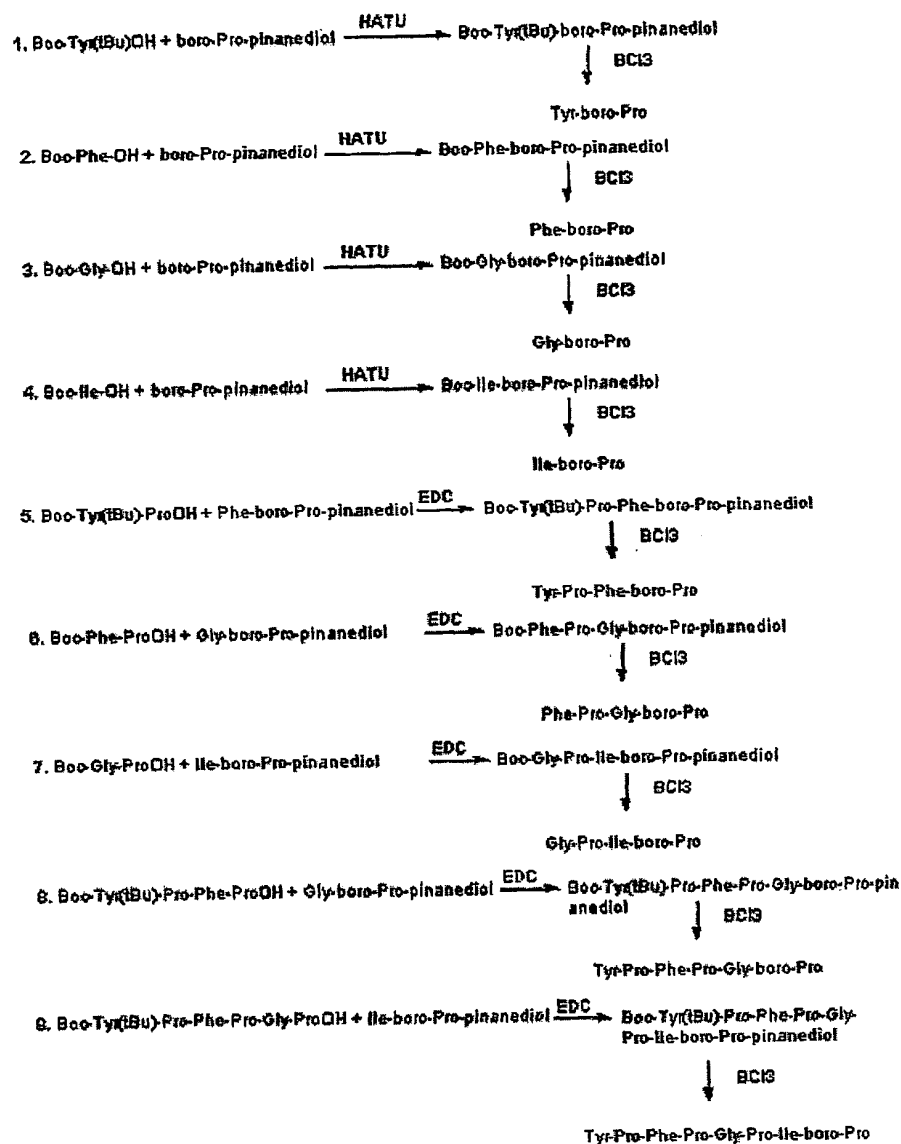 HATU
1. Boc-Tyr(tBu)OH + boro-Pro-pinanediol Boc-Tyr(tBu)-boro-Pro-pinanediol
BCl3
Tyr-boro-Pro
HATU
2. Boc-Phe-OH + boro-Pro-pinanediol Boc-Phe-boro-Pro-pinanediol
BCl3
Phe-boro-Pro
HATU
3. Boc-Gly-OH + boro-Pro-pinanediol Boc-Gly-boro-Pro-pinanediol
BCl3
Gly-boro-Pro
HATU
4. Boc-Ile-OH + boro-Pro-pinanediol Boc-Ile-boro-Pro-pinanediol
BCl3
Ile-boro-Pro
EDC
5. Boc-Tyr(tBu)-ProOH + Phe-boro-Pro-pinanediol Boc-Tyr(tBu)-Pro-Phe-boro-Pro-pinanediol
BCl3
Tyr-Pro-Phe-boro-Pro
EDC
6. Boc-Phe-ProOH + Gly-boro-Pro-pinanediol Boc-Phe-Pro-Gly-boro-Pro-pinanediol
BCl3
Phe-Pro-Gly-boro-Pro
EDC
7. Boc-Gly-ProOH + Ile-boro-Pro-pinanediol Boc-Gly-Pro-Ile-boro-Pro-pinanediol
BCl3
Gly-Pro-Ile-boro-Pro
EDC
8. Boc-Tyr(tBu)-Pro-Phe-ProOH + Gly-boro-Pro-pinanediol Boc-Tyr(tBu)-Pro-Phe-Pro-Gly-boro-Pro-pin
anediol
BCl3
Tyr-Pro-Phe-Pro-Gly-boro-Pro
EDC
9. Boc-Tyr(tBu)-Pro-Phe-Pro-Gly-ProOH + Ile-boro-Pro-pinanediol Boc-Tyr(tBu)-Pro-Phe-Pro-Gly-
Pro-Ile-boro-Pro-pinanediol
BCl3
Tyr-Pro-Phe-Pro-Gly-Pro-Ile-boro-Pro